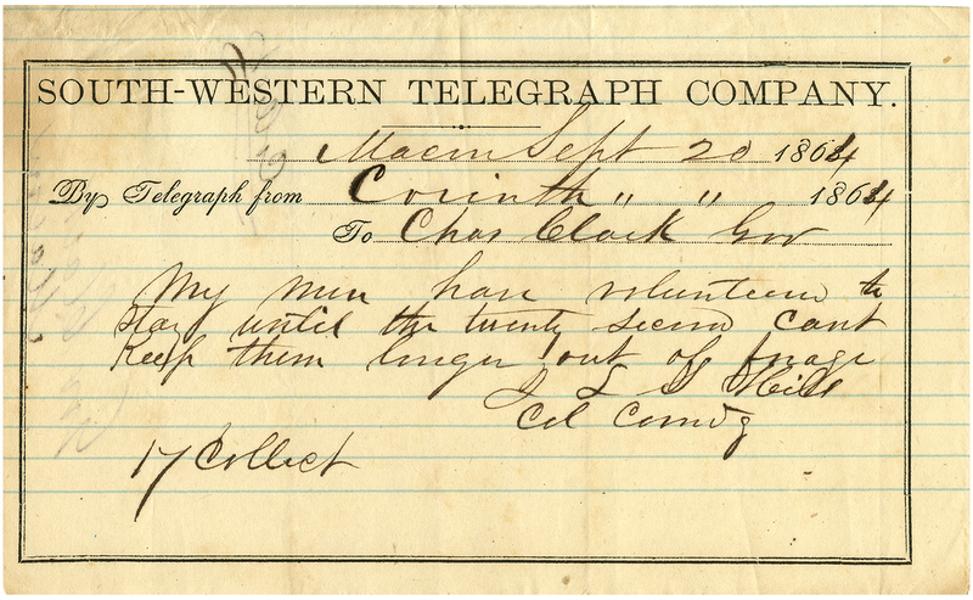 SOUTH-WESTERN TELEGRAPH COMPANY.
Macon Sept 20 1864
By Telegraph from Corinth " " 1864
To Chas Clark Gov
My men have volunteered to
stay until the twenty second cant
keep them longer out of forage
J L S Hill
Col Comdg
17 Collect